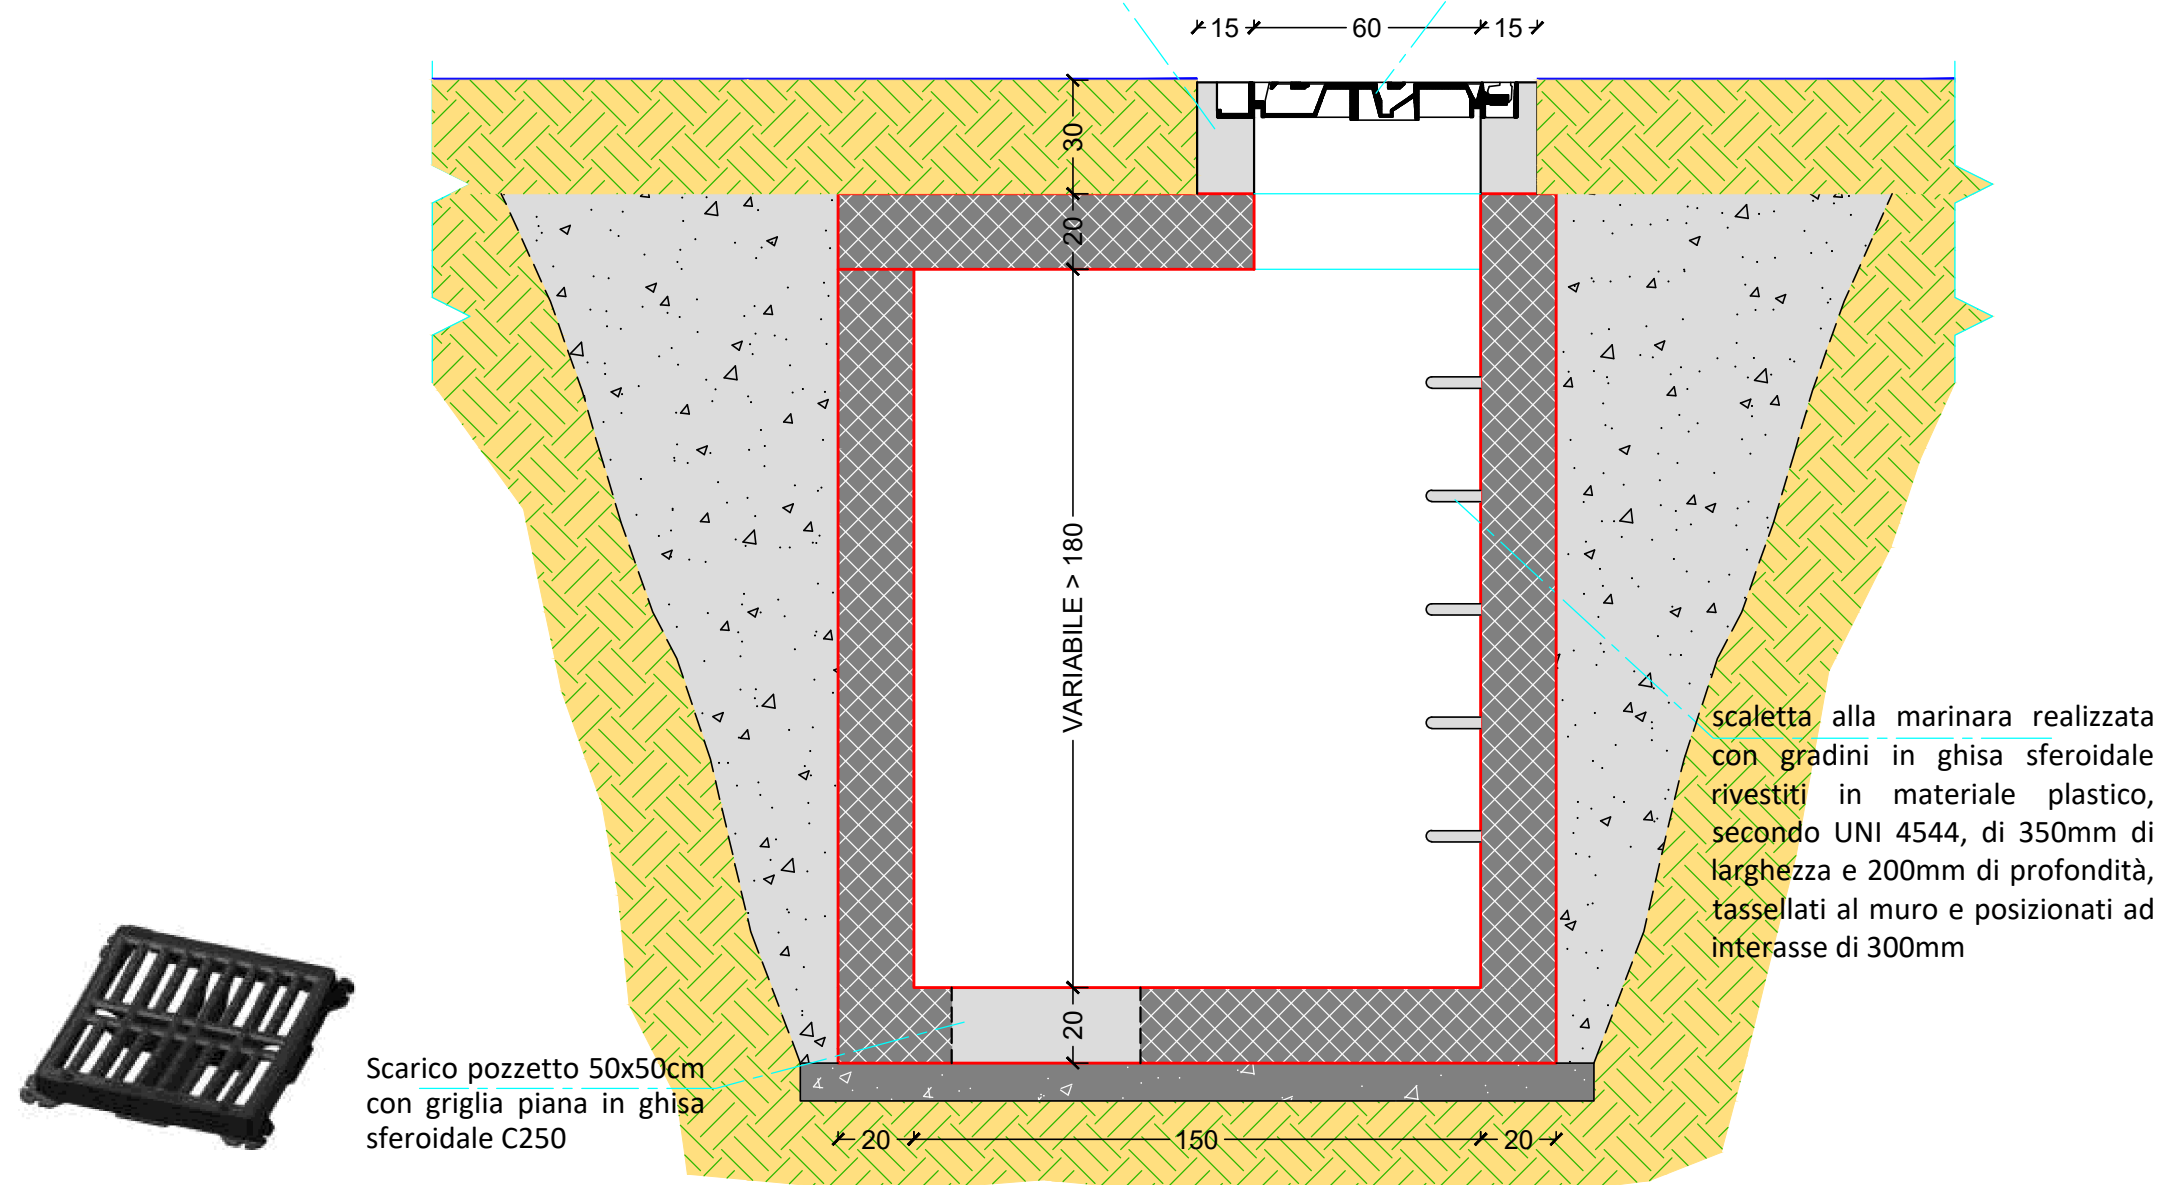 15 60 15
30
20
VARIABILE > 180
20
scaletta alla marinara realizzata
con gradini in ghisa sferoidale
rivestiti in materiale plastico,
secondo UNI 4544, di 350mm di
larghezza e 200mm di profondità,
tassellati al muro e posizionati ad
interasse di 300mm
Scarico pozzetto 50x50cm
con griglia piana in ghisa
sferoidale C250
20 150 20